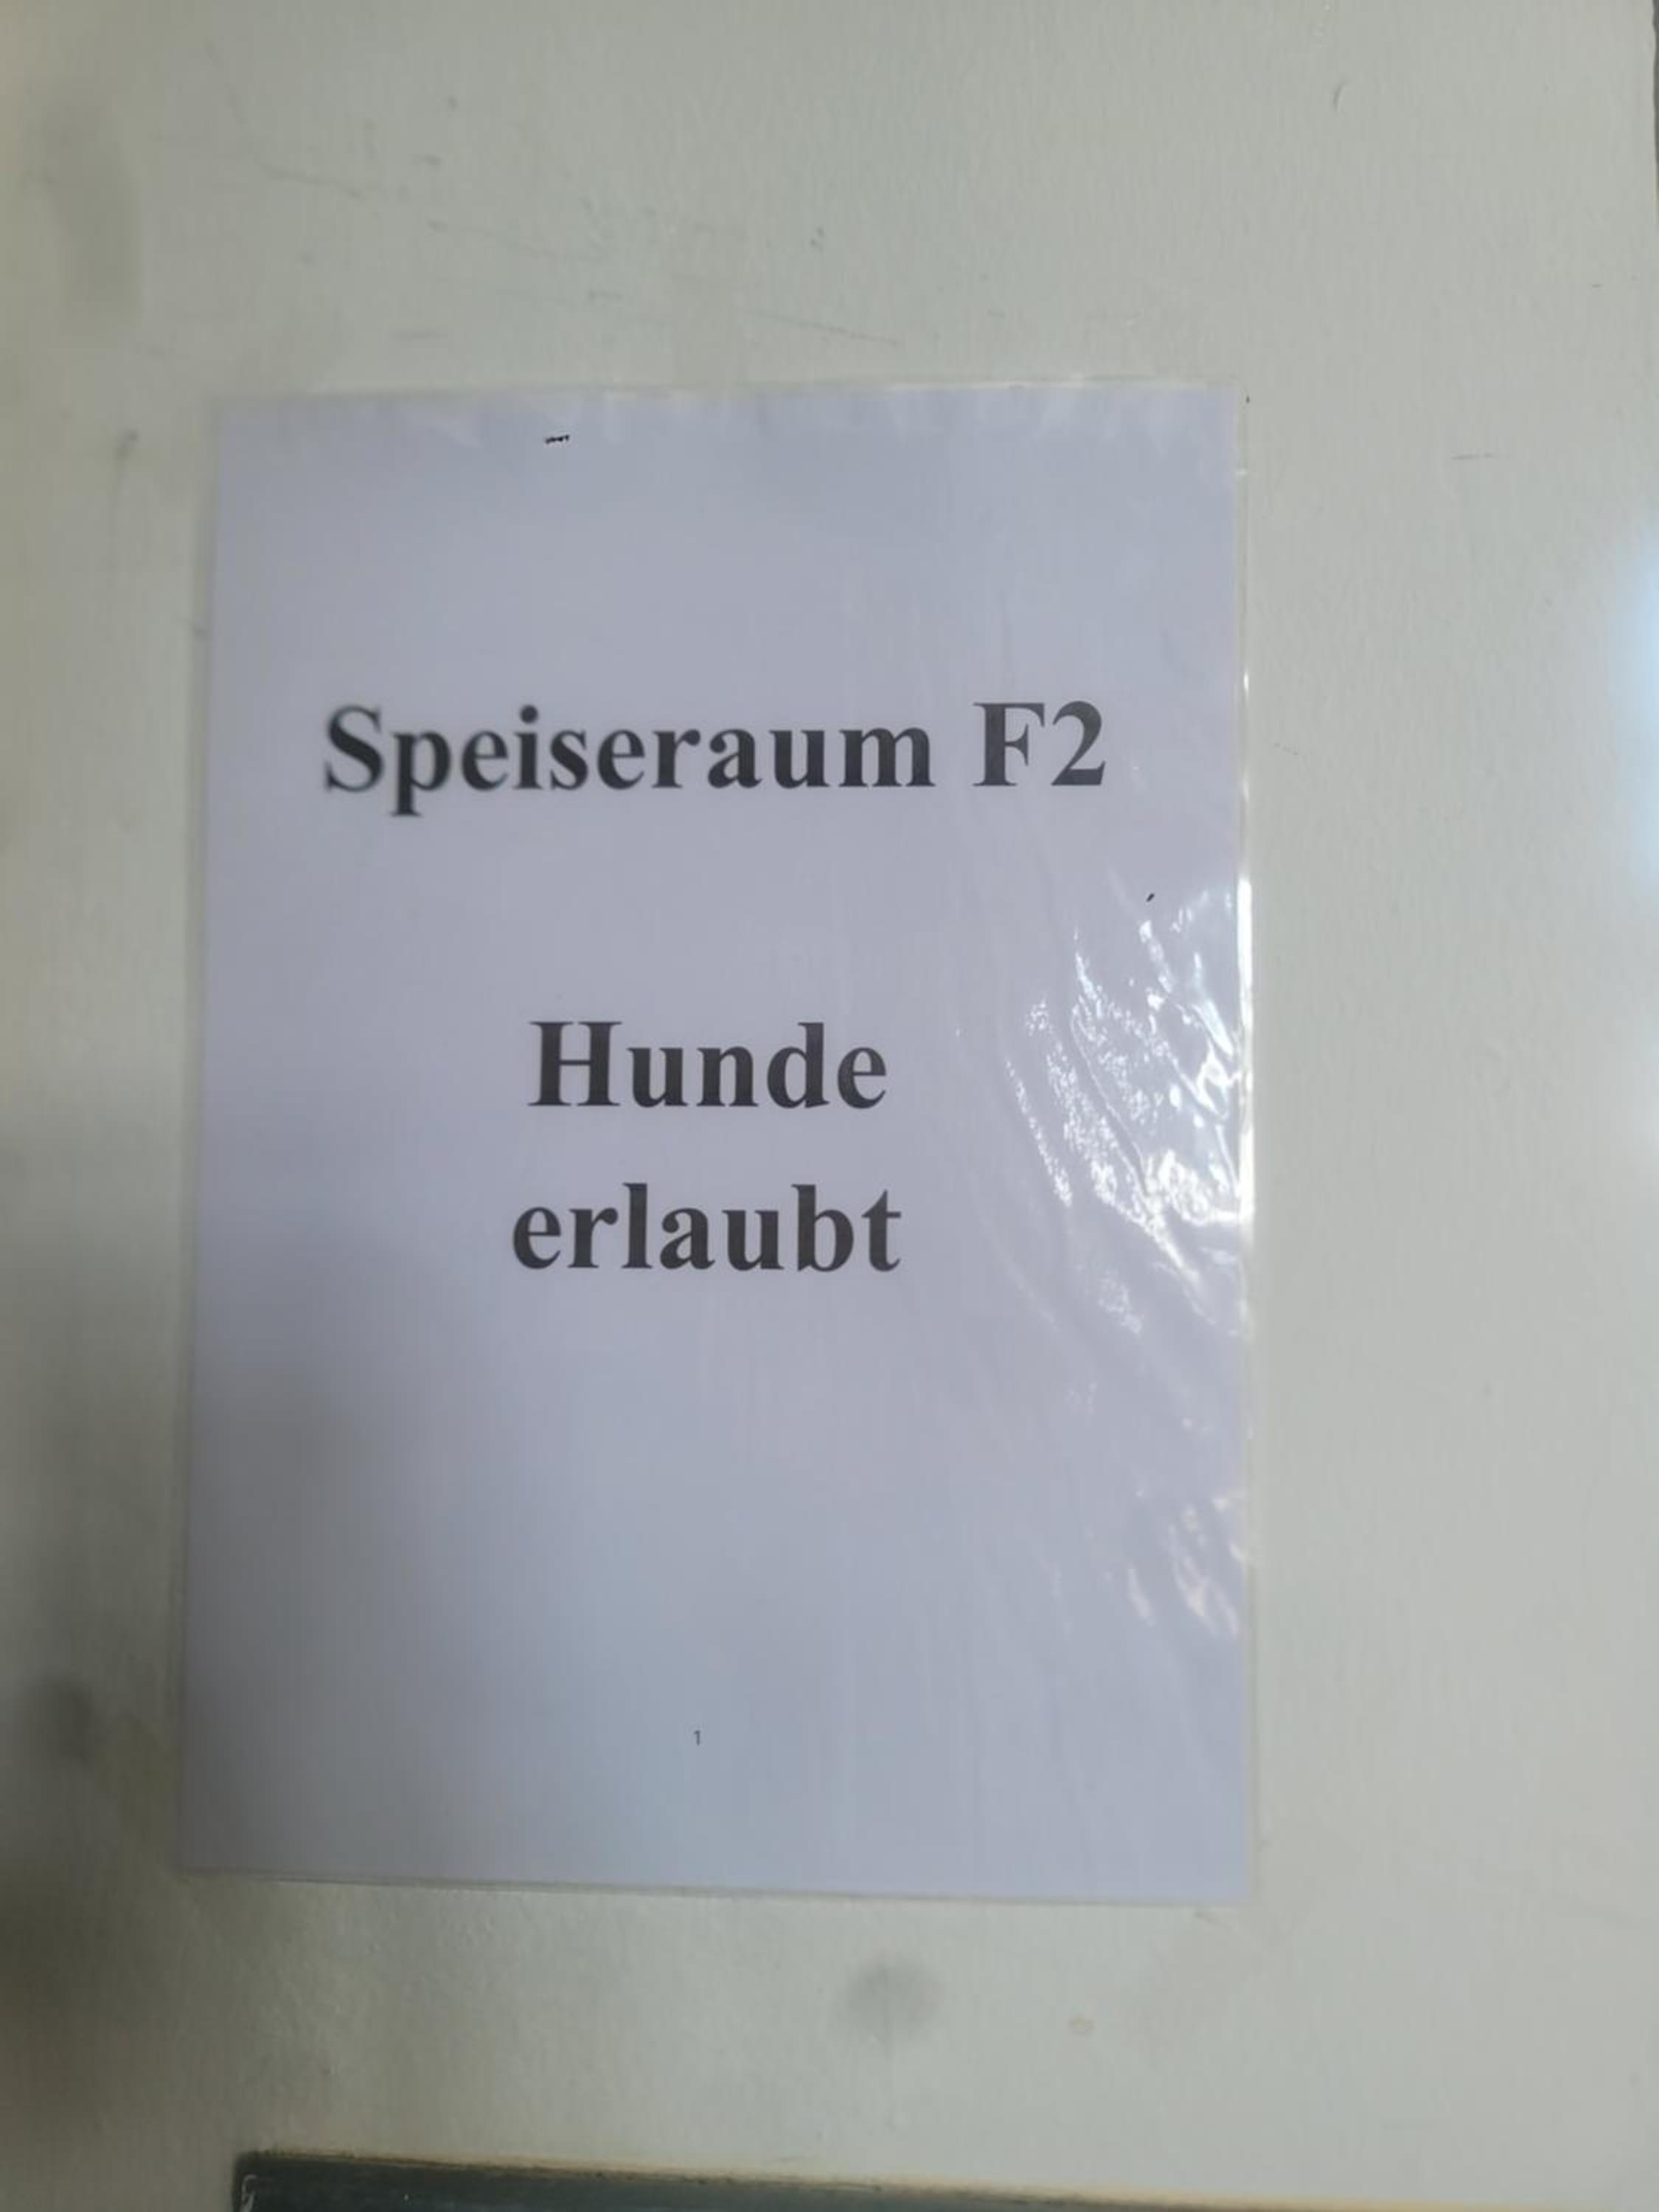 Speiseraum F2
Hunde
erlaubt
1